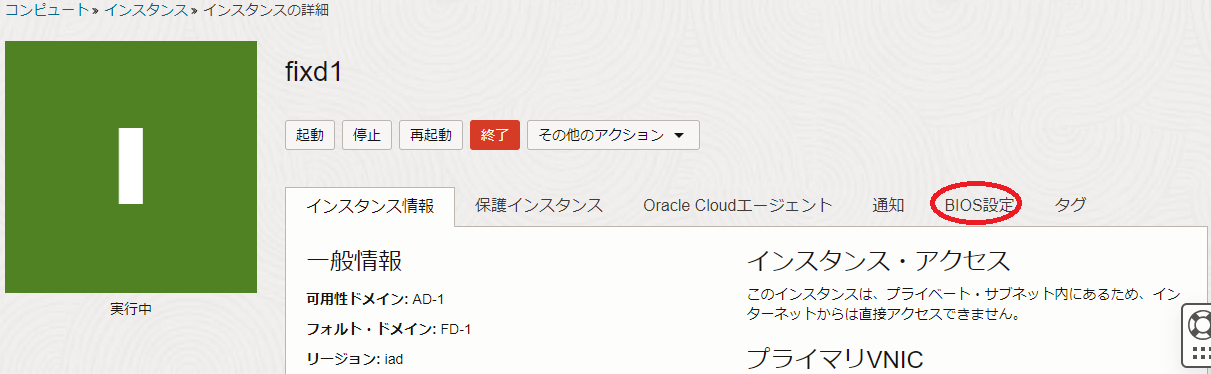 コンピュート » インスタンス » インスタンスの詳細
fixd1
起動 停止 再起動 終了 その他のアクション
実行中
インスタンス情報 保護インスタンス Oracle Cloudエージェント 通知 BIOS設定 タグ
一般情報
可用性ドメイン: AD-1
フォルト・ドメイン: FD-1
リージョン: iad
インスタンス・アクセス
このインスタンスは、プライベート・サブネット内にあるため、イン
ターネットからは直接アクセスできません。
プライマリVNIC